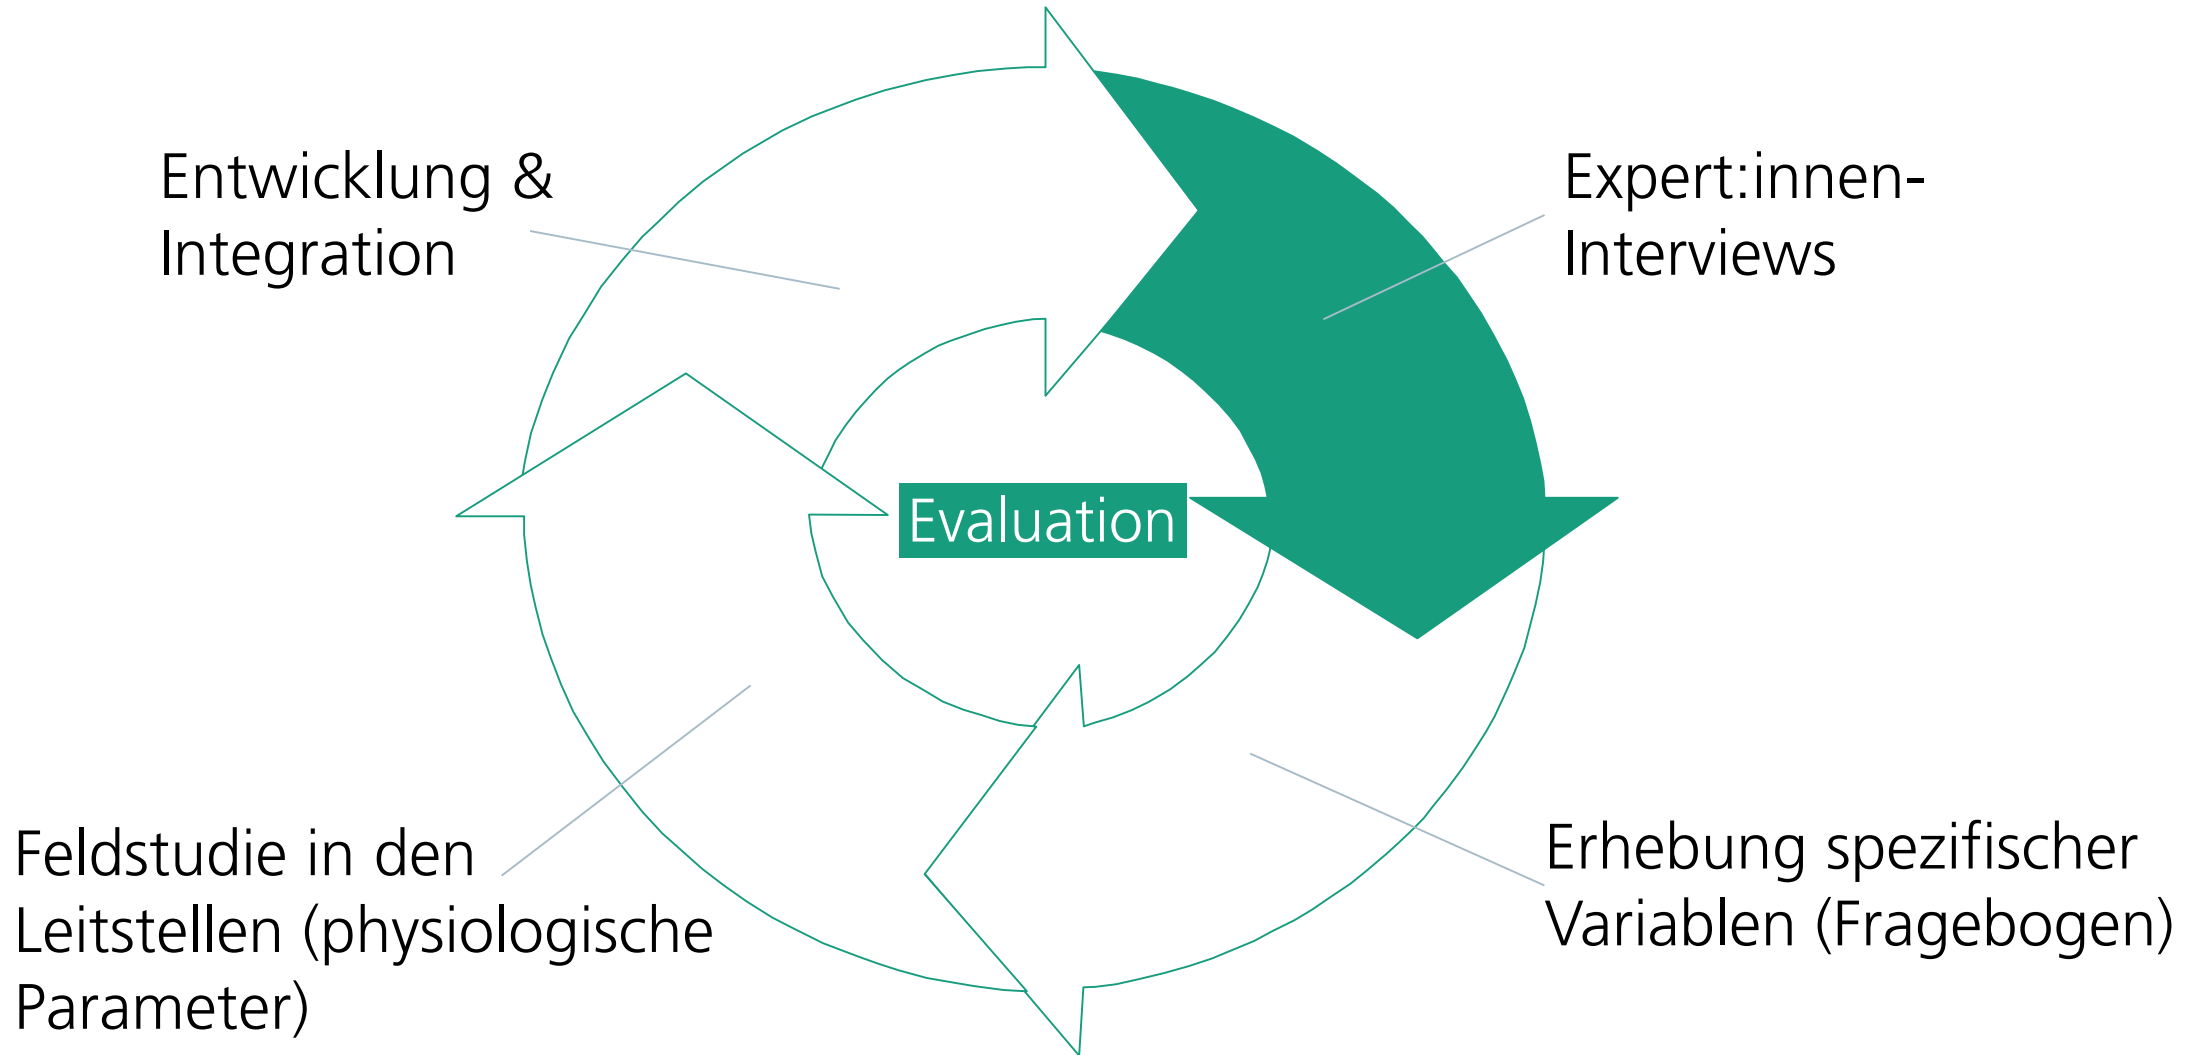 Entwicklung &
Integration
Expert:innen-
Interviews
Evaluation
Feldstudie in den
Leitstellen (physiologische
Parameter)
Erhebung spezifischer
Variablen (Fragebogen)